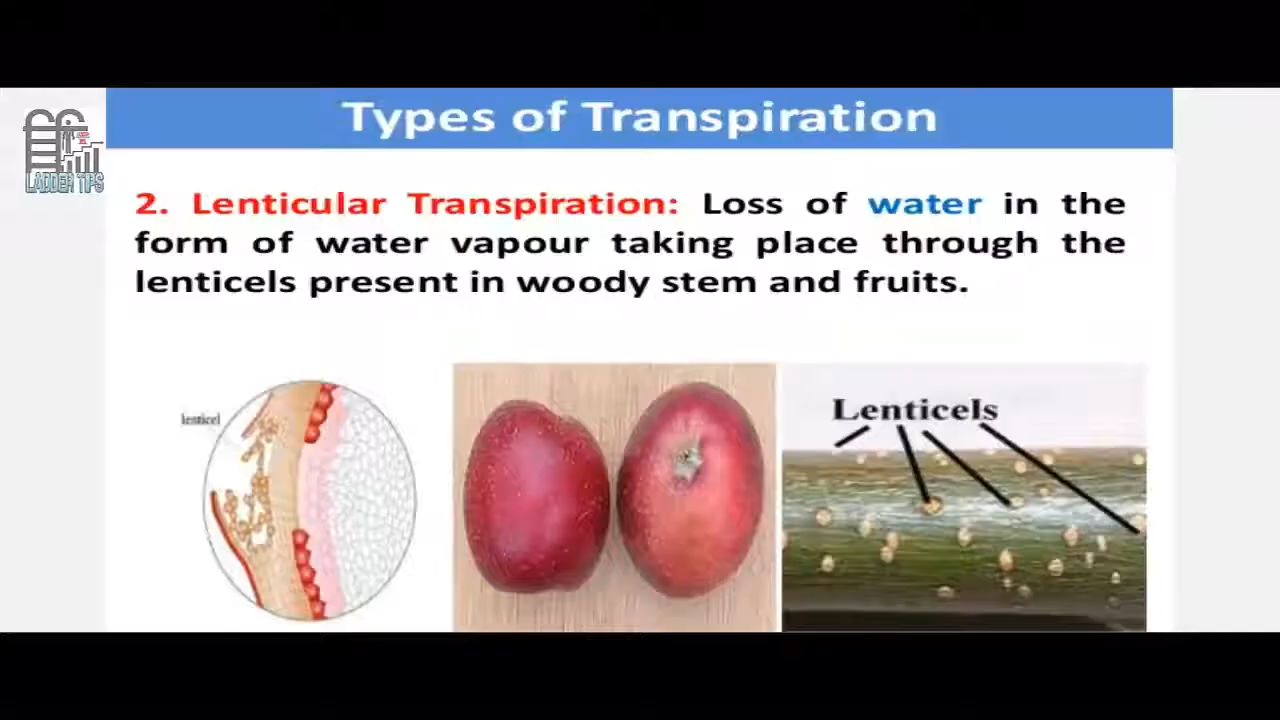 Types of Transpiration
LADDER TIPS
2. Lenticular Transpiration: Loss of water in the
form of water vapour taking place through the
lenticels present in woody stem and fruits.
lenticel
Lenticels